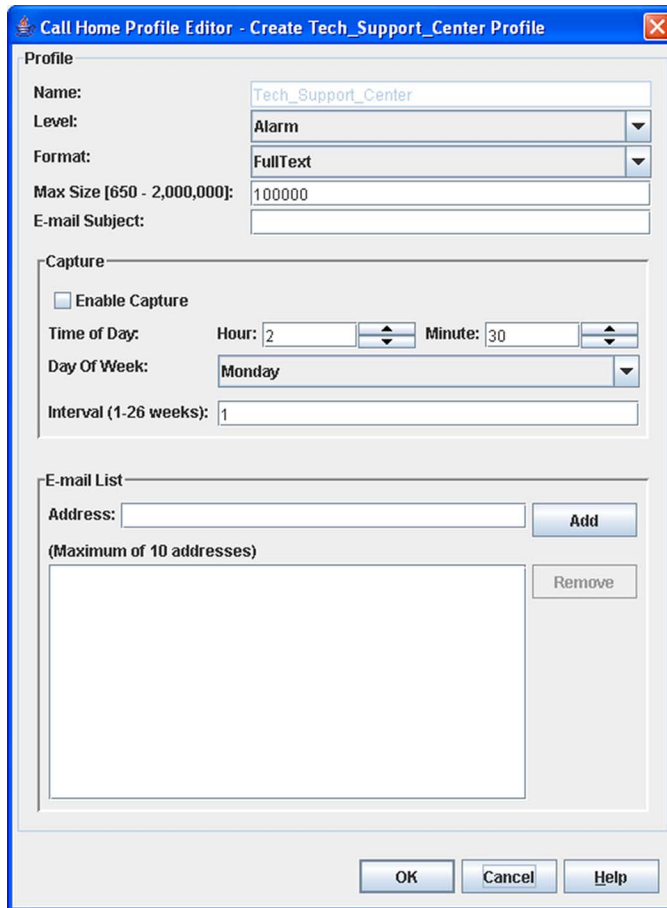 Call Home Profile Editor - Create Tech_Support_Center Profile
Profile
Name: Tech_Support_Center
Level: Alarm
Format: FullText
Max Size [650 - 2,000,000]: 100000
E-mail Subject:
Capture
Enable Capture
Time of Day: Hour: 2 Minute: 30
Day Of Week: Monday
Interval (1-26 weeks): 1
E-mail List
Address: Add
(Maximum of 10 addresses)
Remove
OK Cancel Help